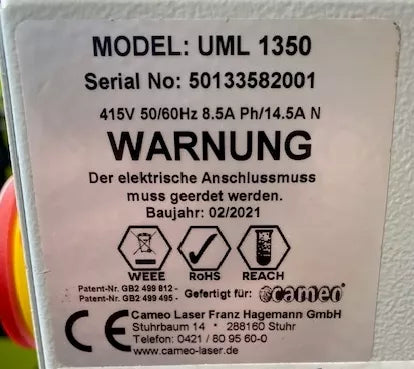 MODEL: UML 1350
Serial No: 50133582001
415V 50/60Hz 8.5A Ph/14.5A N
WARNUNG
Der elektrische Anschlussmuss
muss geerdet werden.
Baujahr: 02/2021
WEEE RoHS REACH
Patent-Nr. GB2 499 812 -
Patente-Nr. GB2 499 495 -
Gefertigt für: cameo
CE
Cameo Laser Franz Hagemann GmbH
Stuhrbaum 14 * 288160 Stuhr
Telefon: 0421 / 80 95 60-0
www.cameo-laser.de